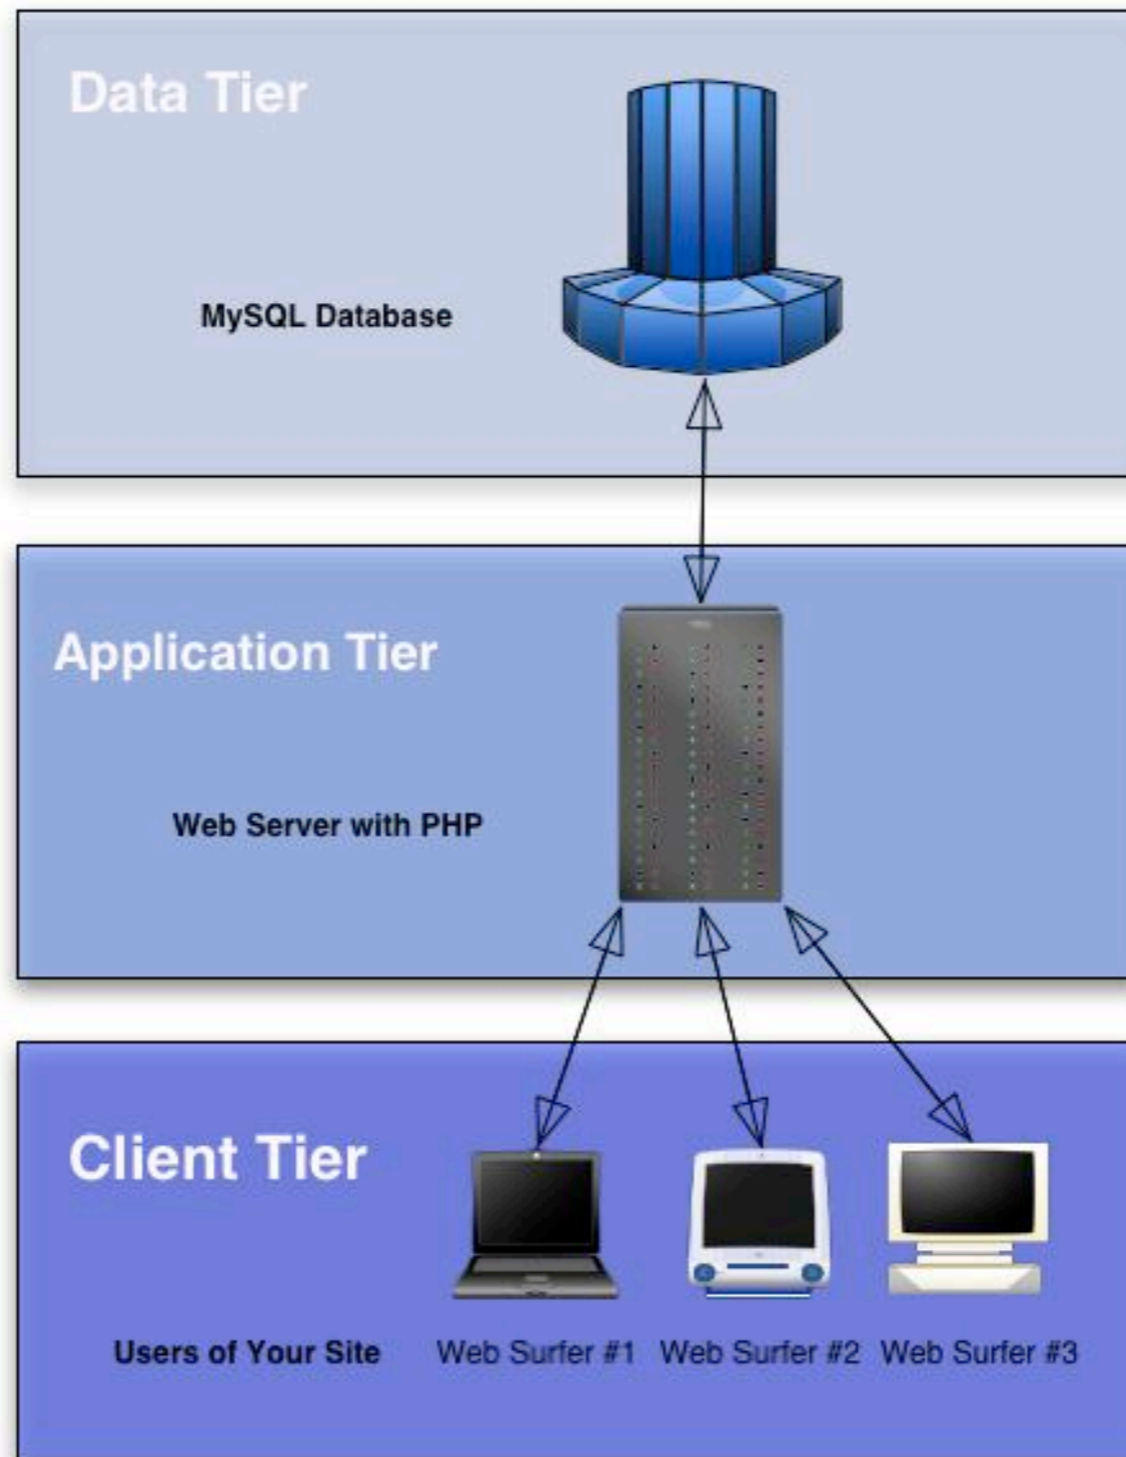 Data Tier
MySQL Database
Application Tier
Web Server with PHP
Client Tier
Users of Your Site
Web Surfer #1
Web Surfer #2
Web Surfer #3